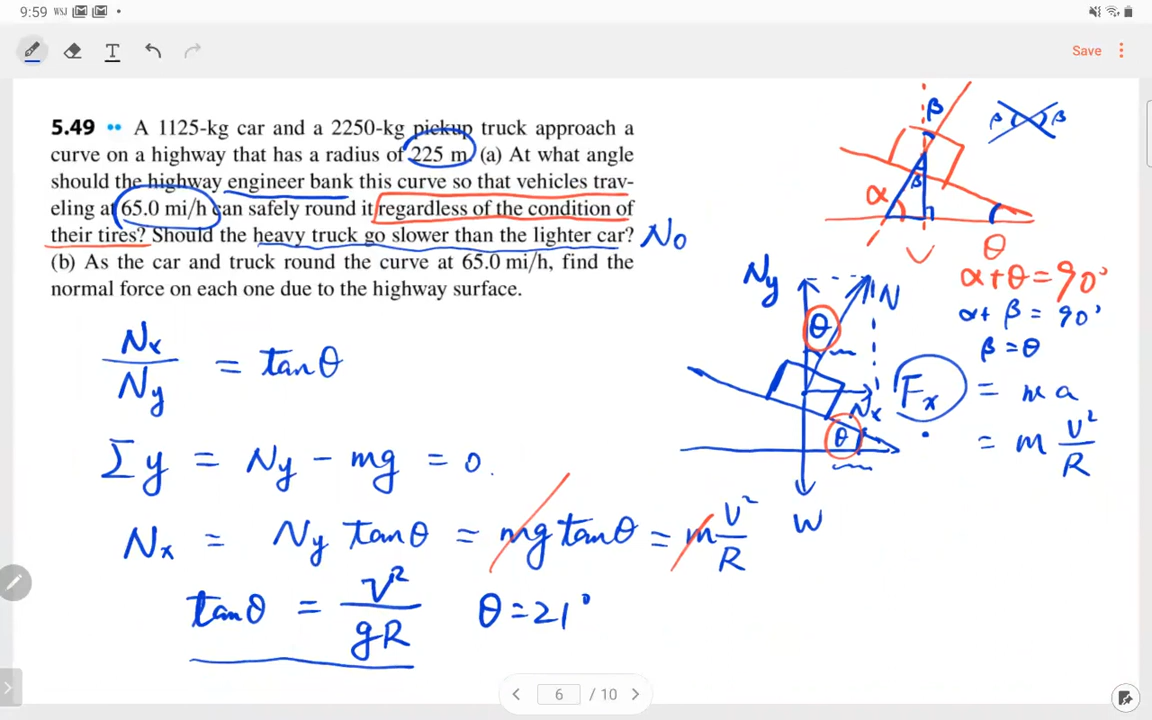 9:59 WSJ
T
Save
5.49 •• A 1125-kg car and a 2250-kg pickup truck approach a
curve on a highway that has a radius of 225 m. (a) At what angle
should the highway engineer bank this curve so that vehicles trav-
eling at 65.0 mi/h can safely round it regardless of the condition of
their tires? Should the heavy truck go slower than the lighter car? No
(b) As the car and truck round the curve at 65.0 mi/h, find the
normal force on each one due to the highway surface.
β
β β
β
α
θ
α+θ=90°
α+ β = 90°
β=θ
Ny
N
θ
Nx
θ
W
Fx = ma
= m V²/R
Nx/Ny = tanθ
Σy = Ny - mg = 0.
Nx = Ny tanθ = mg tanθ = m V²/R
tanθ = V²/gR θ=21°
6 / 10